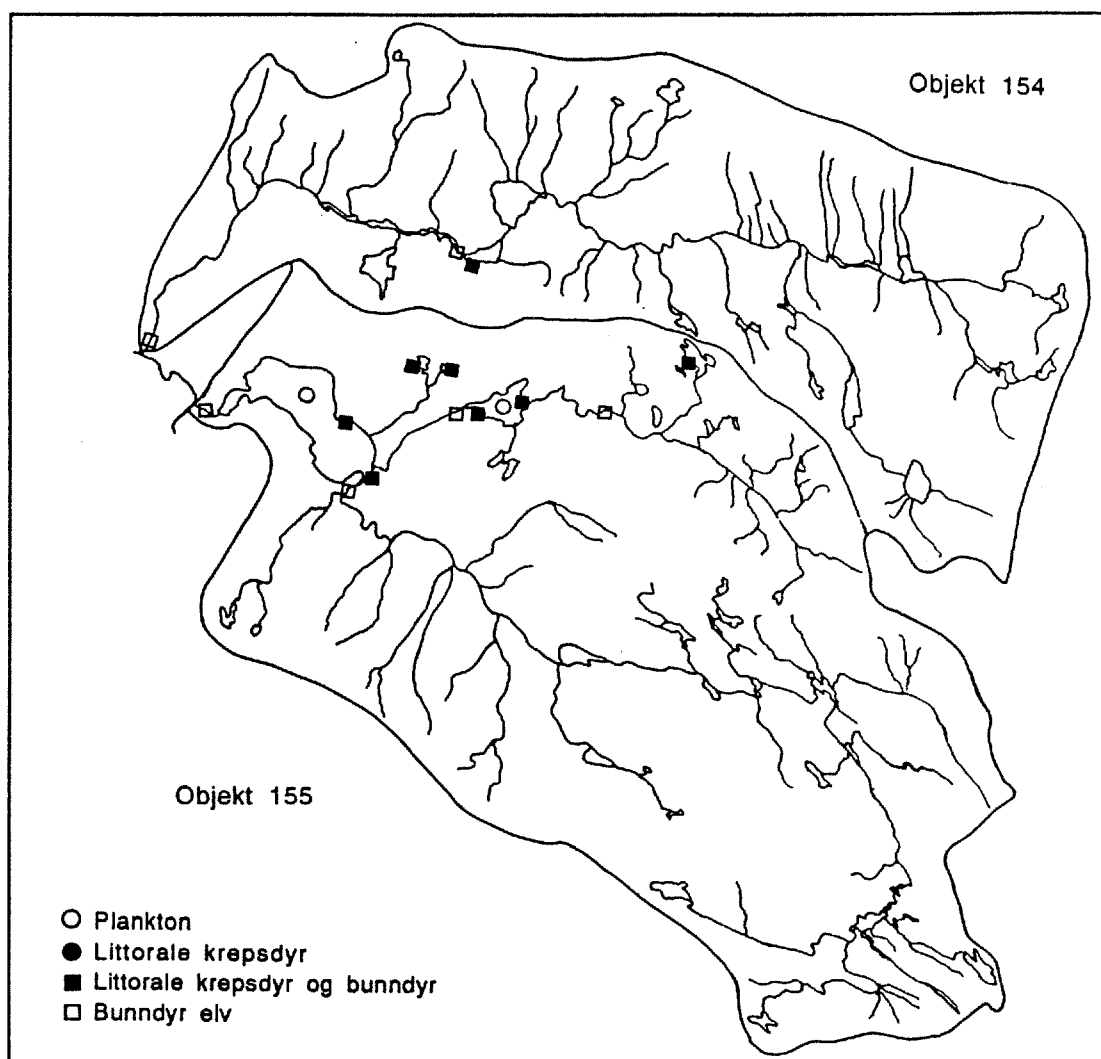 Objekt 154
Objekt 155
Plankton
Littorale krepsdyr
Littorale krepsdyr og bunndyr
Bunndyr elv